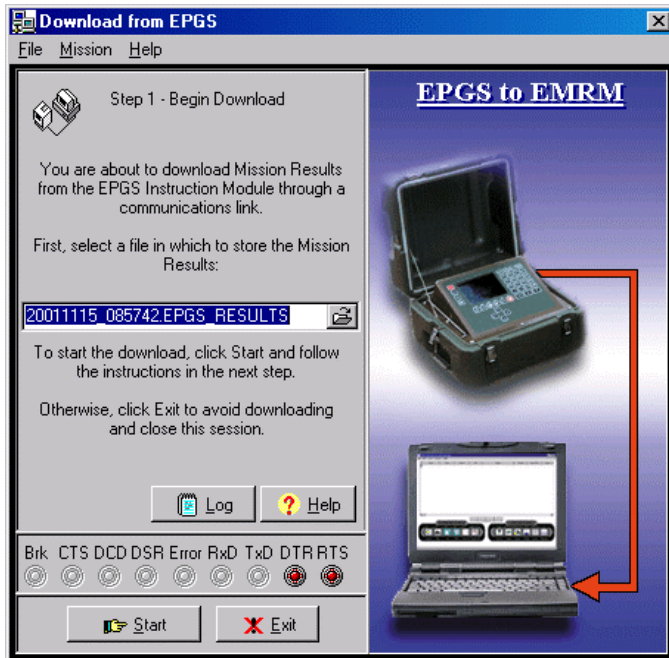 Download from EPGS
File Mission Help
Step 1 - Begin Download
You are about to download Mission Results
from the EPGS Instruction Module through a
communications link.
First, select a file in which to store the Mission
Results:
20011115_085742.EPGS_RESULTS
To start the download, click Start and follow
the instructions in the next step.
Otherwise, click Exit to avoid downloading
and close this session.
Log Help
Brk CTS DCD DSR Error RxD TxD DTR RTS
Start Exit
EPGS to EMRM